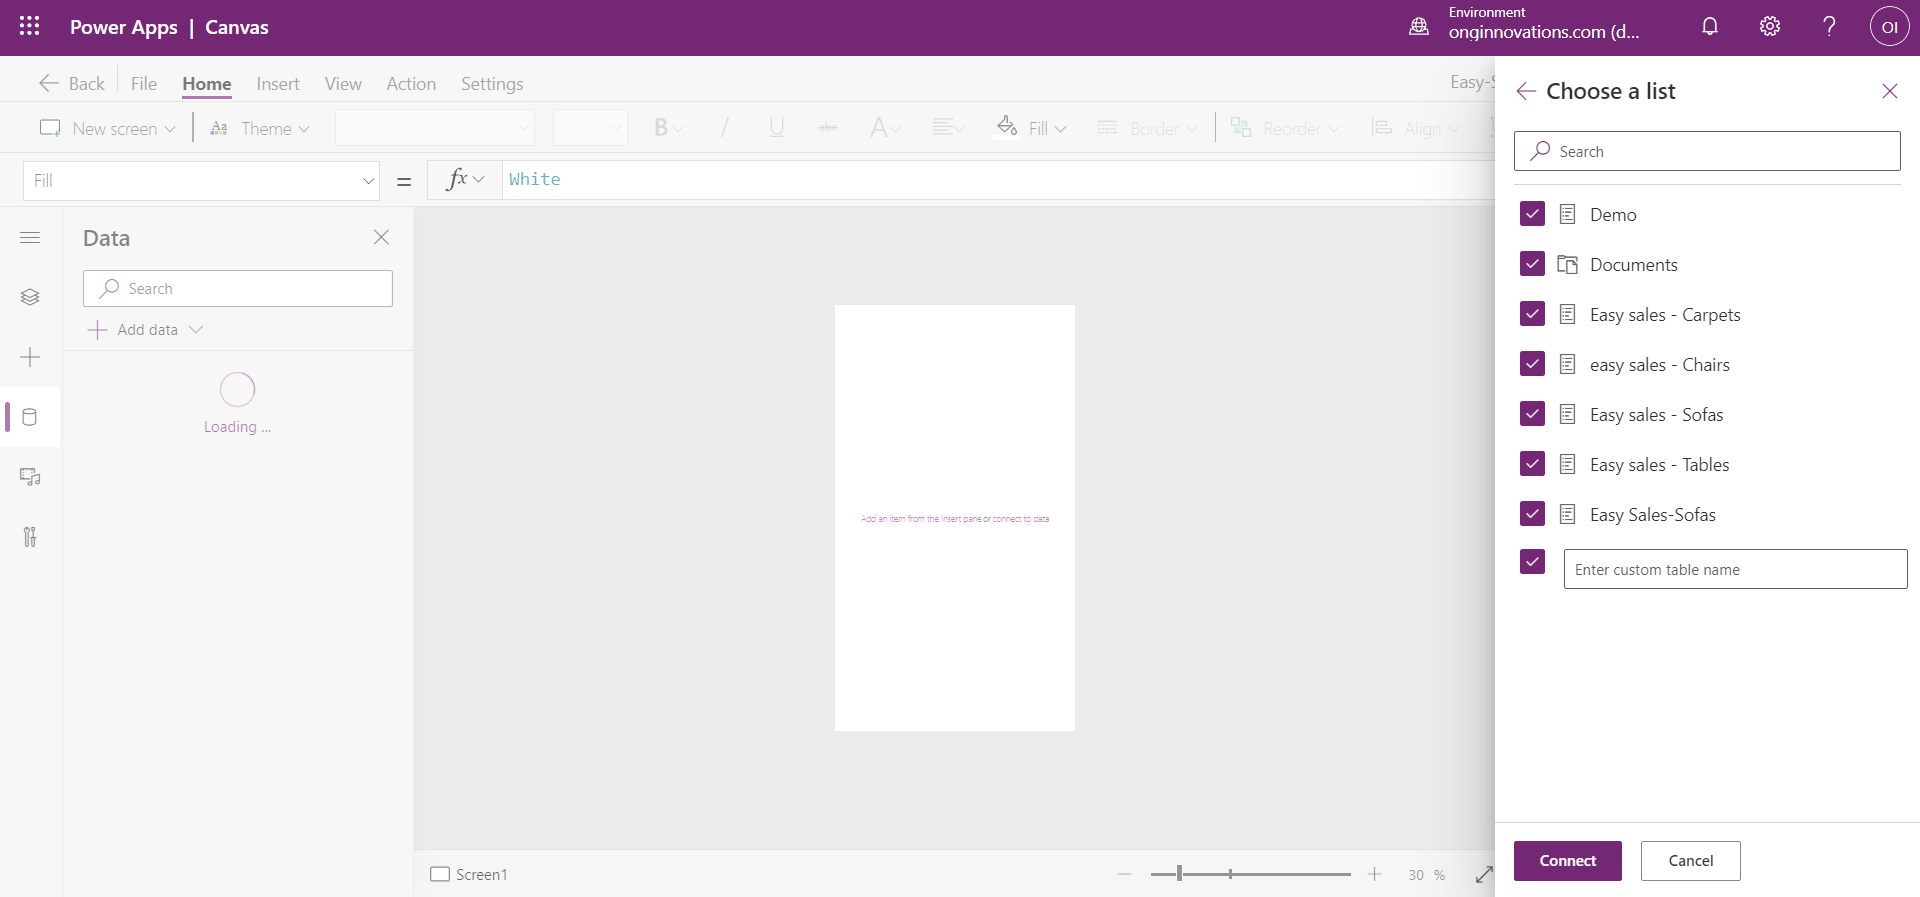 Power Apps | Canvas
Environment
onginnovations.com (d...
OI
Back
File
Home
Insert
View
Action
Settings
Easy-S
New screen
Theme
B
/
U
abc
A
Fill
Border
Reorder
Align
Fill
=
fx
White
Data
Search
Add data
Loading ...
Add an item from the Insert pane or connect to data
Screen1
30 %
Choose a list
Search
Demo
Documents
Easy sales - Carpets
easy sales - Chairs
Easy sales - Sofas
Easy sales - Tables
Easy Sales-Sofas
Enter custom table name
Connect
Cancel